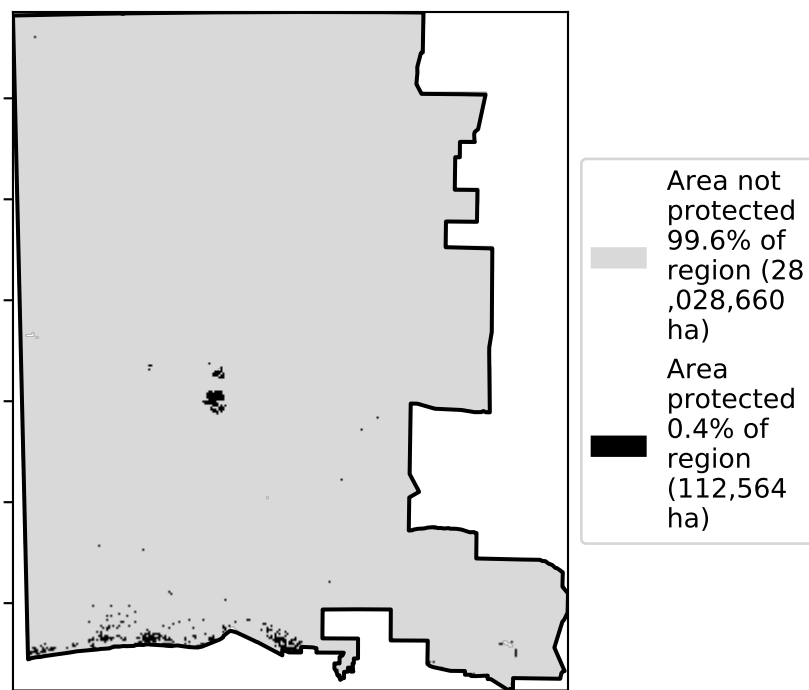 Area not
protected
99.6% of
region (28
,028,660
ha)
Area
protected
0.4% of
region
(112,564
ha)